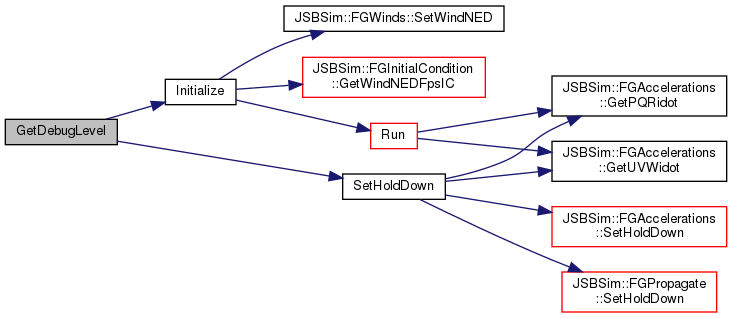 JSBSim::FGWinds::SetWindNED
JSBSim::FGInitialCondition
::GetWindNEDFpsIC
Initialize
JSBSim::FGAccelerations
::GetPQRidot
GetDebugLevel
Run
JSBSim::FGAccelerations
::GetUVWidot
SetHoldDown
JSBSim::FGAccelerations
::SetHoldDown
JSBSim::FGPropagate
::SetHoldDown